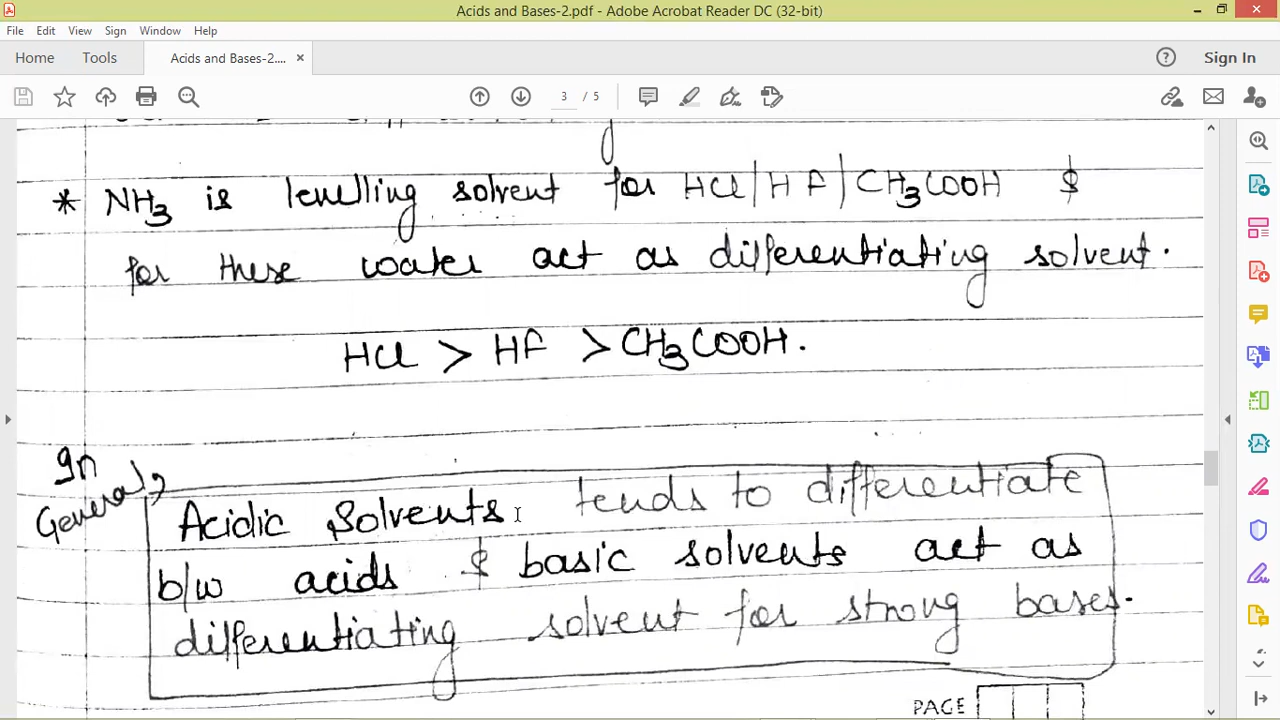 Acids and Bases-2.pdf - Adobe Acrobat Reader DC (32-bit)
File Edit View Sign Window Help
Home Tools Acids and Bases-2.... × Sign In
3 / 5
* NH3 is levelling solvent for HCl|HF|CH3COOH &
for these water act as differentiating solvent.
HCl > HF > CH3COOH.
In
General,
Acidic Solvents tends to differentiate
b/w acids & basic solvents act as
differentiating solvent for strong bases.
PAGE